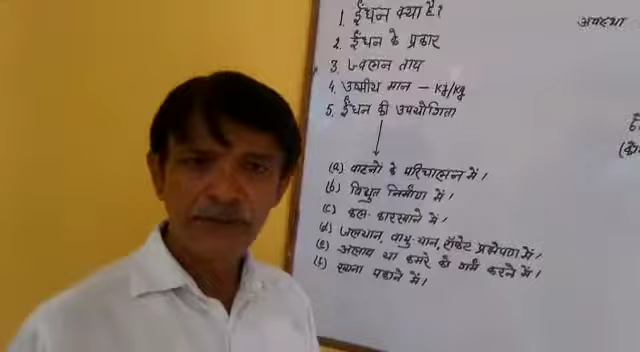 1. ईंधन क्या है?
अवस्था
2. ईंधन के प्रकार
3. ज्वलन ताप
4. उष्मीय मान - KJ/Kg
5. ईंधन की उपयोगिता
(a) वाहनों के परिचालन में।
(b) विद्युत निर्माण में।
(c) कल-कारखाने में।
(d) जलयान, वायु-यान, रॉकेट प्रक्षेपण में।
(e) अलाव या कमरे को गर्म करने में।
(f) खाना पकाने में।